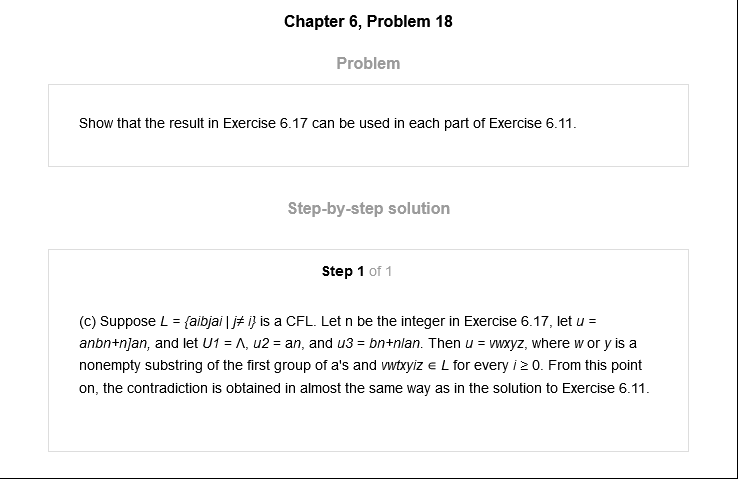 Chapter 6, Problem 18
Problem
Show that the result in Exercise 6.17 can be used in each part of Exercise 6.11.
Step-by-step solution
Step 1 of 1
(c) Suppose L = {aibjai | j≠ i} is a CFL. Let n be the integer in Exercise 6.17, let u =
anbn+n]an, and let U1 = Λ, u2 = an, and u3 = bn+nlan. Then u = vwxyz, where w or y is a
nonempty substring of the first group of a's and vwtxyiz ∈ L for every i ≥ 0. From this point
on, the contradiction is obtained in almost the same way as in the solution to Exercise 6.11.